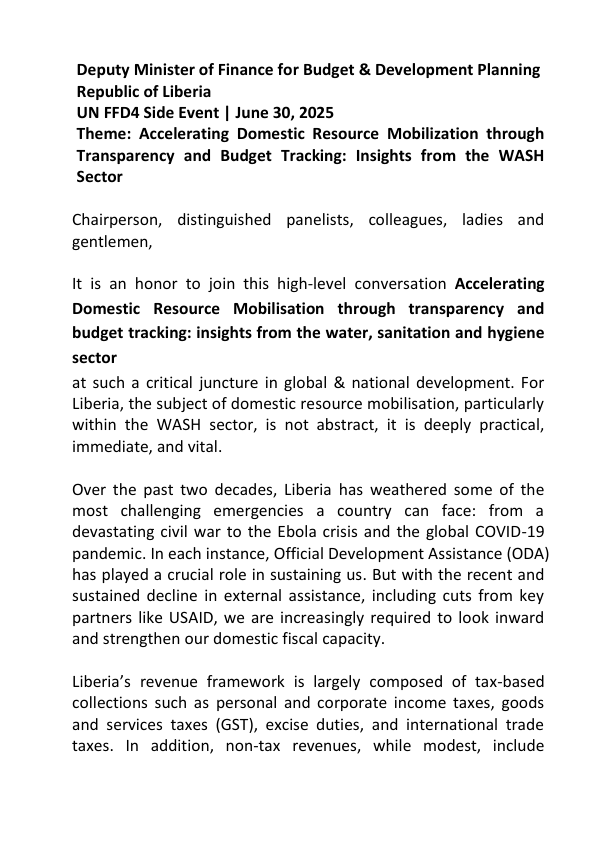 Deputy Minister of Finance for Budget & Development Planning
Republic of Liberia
UN FFD4 Side Event | June 30, 2025
Theme: Accelerating Domestic Resource Mobilization through
Transparency and Budget Tracking: Insights from the WASH
Sector
Chairperson, distinguished panelists, colleagues, ladies and
gentlemen,
It is an honor to join this high-level conversation Accelerating
Domestic Resource Mobilisation through transparency and
budget tracking: insights from the water, sanitation and hygiene
sector
at such a critical juncture in global & national development. For
Liberia, the subject of domestic resource mobilisation, particularly
within the WASH sector, is not abstract, it is deeply practical,
immediate, and vital.
Over the past two decades, Liberia has weathered some of the
most challenging emergencies a country can face: from a
devastating civil war to the Ebola crisis and the global COVID-19
pandemic. In each instance, Official Development Assistance (ODA)
has played a crucial role in sustaining us. But with the recent and
sustained decline in external assistance, including cuts from key
partners like USAID, we are increasingly required to look inward
and strengthen our domestic fiscal capacity.
Liberia’s revenue framework is largely composed of tax-based
collections such as personal and corporate income taxes, goods
and services taxes (GST), excise duties, and international trade
taxes. In addition, non-tax revenues, while modest, include